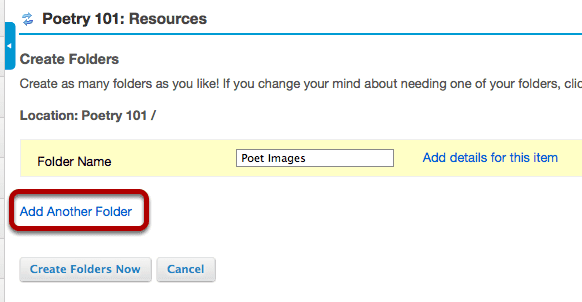 Poetry 101: Resources
Create Folders
Create as many folders as you like! If you change your mind about needing one of your folders, clic
Location: Poetry 101 /
Folder Name Poet Images Add details for this item
Add Another Folder
Create Folders Now Cancel